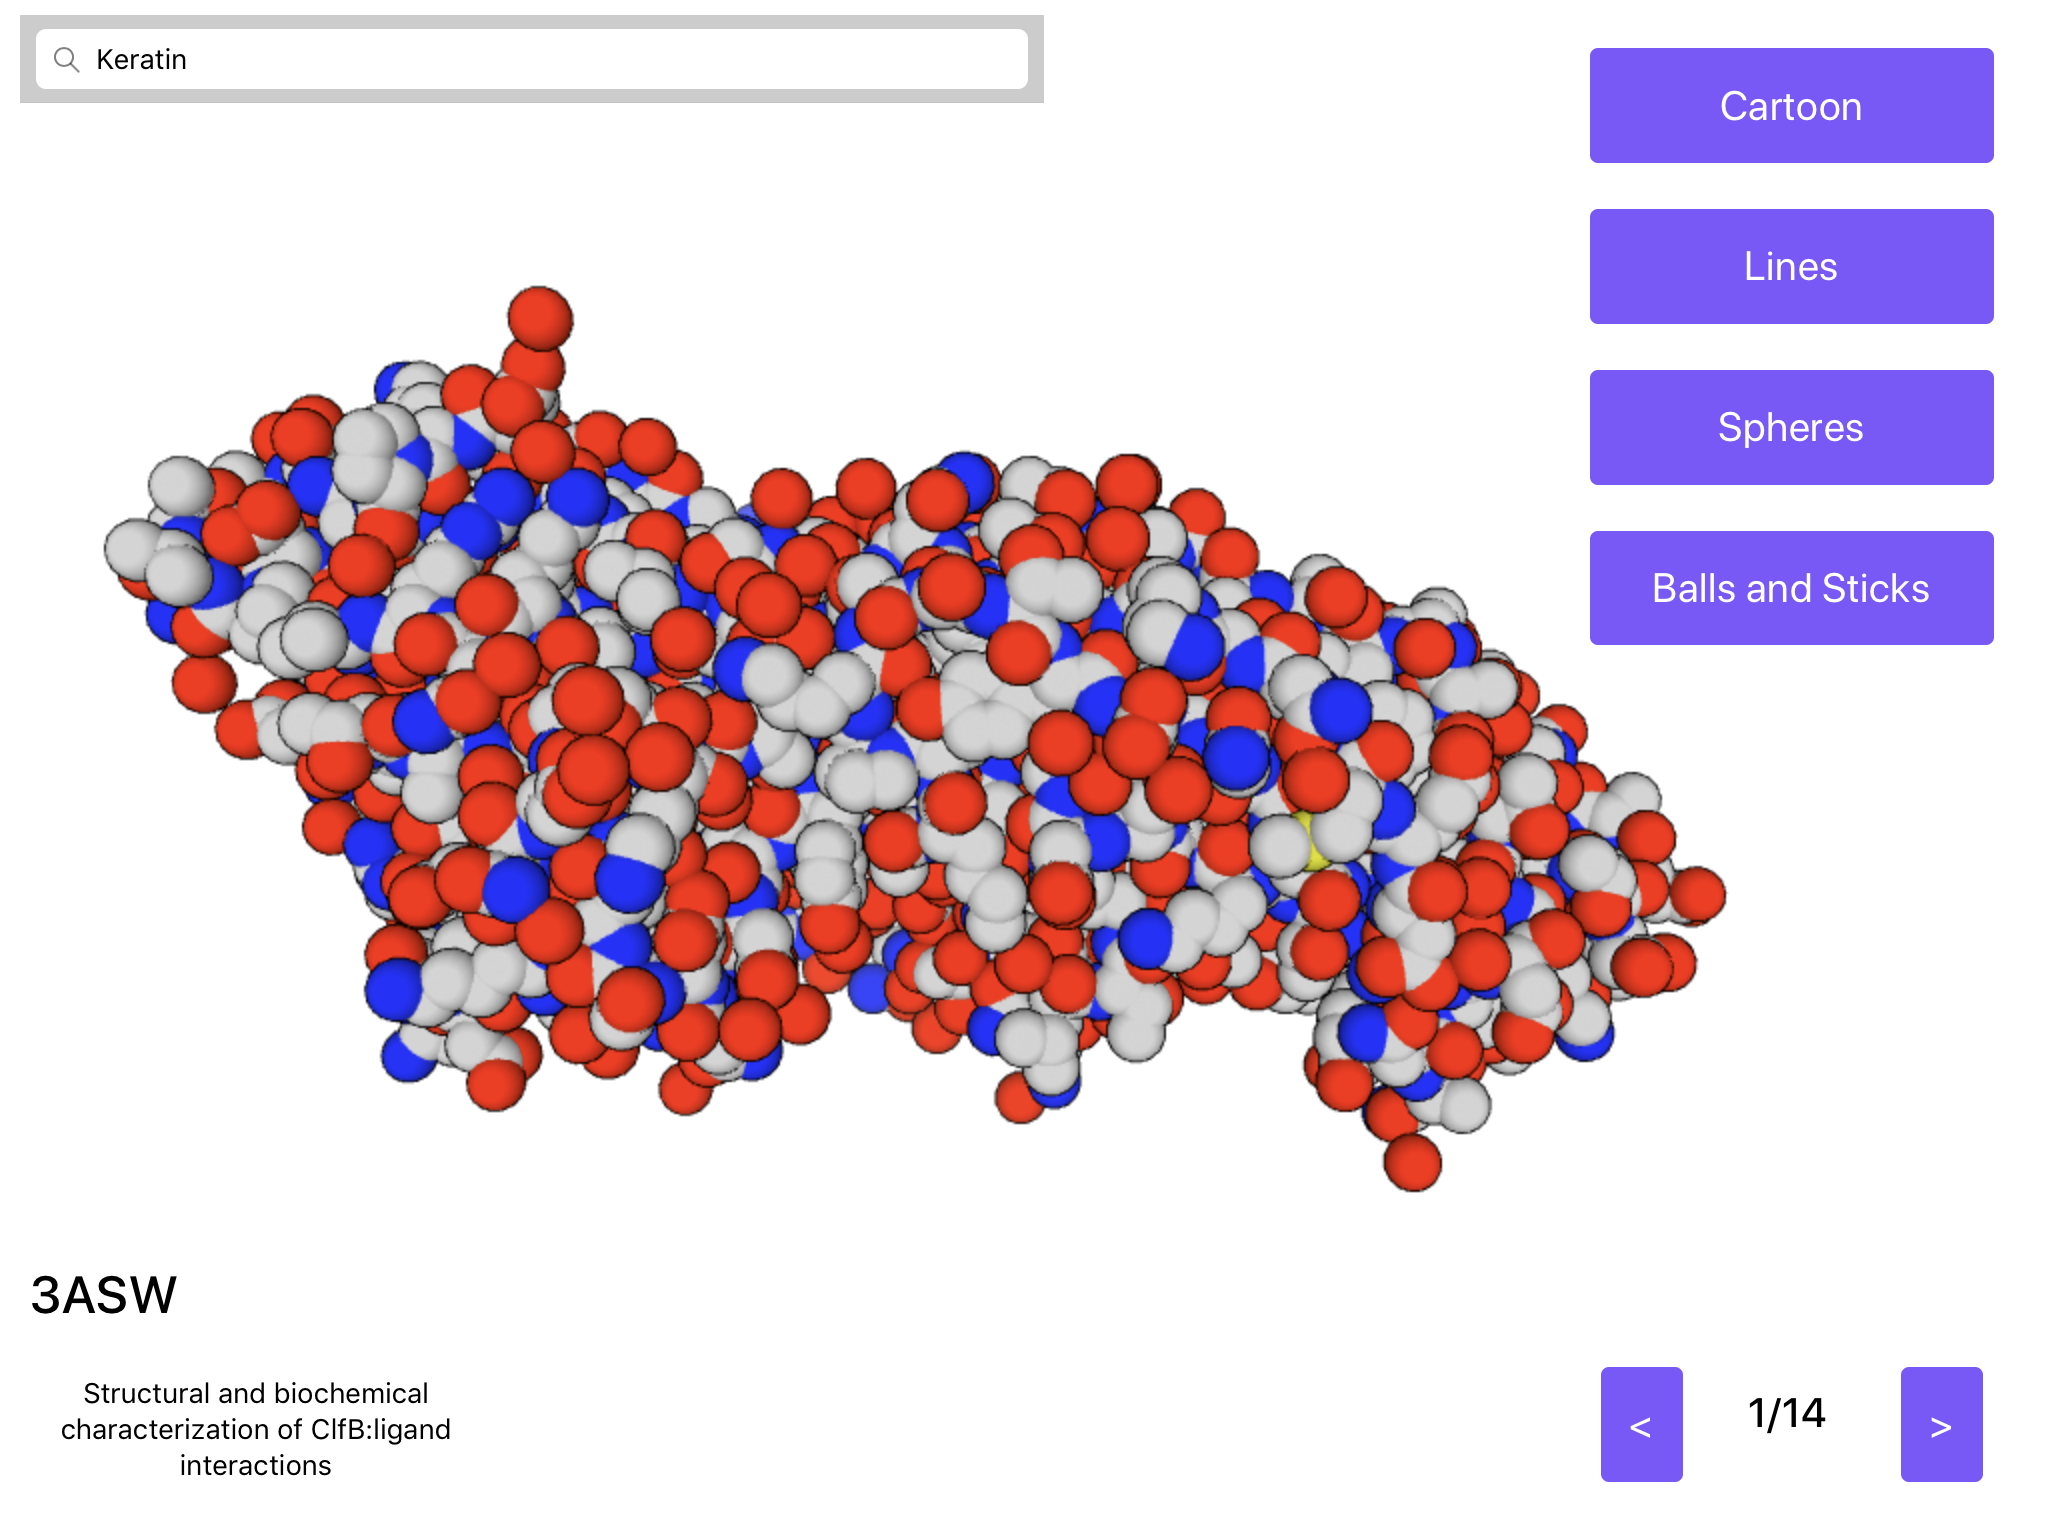 Keratin
Cartoon
Lines
Spheres
Balls and Sticks
3ASW
Structural and biochemical
characterization of ClfB:ligand
interactions
<
1/14
>